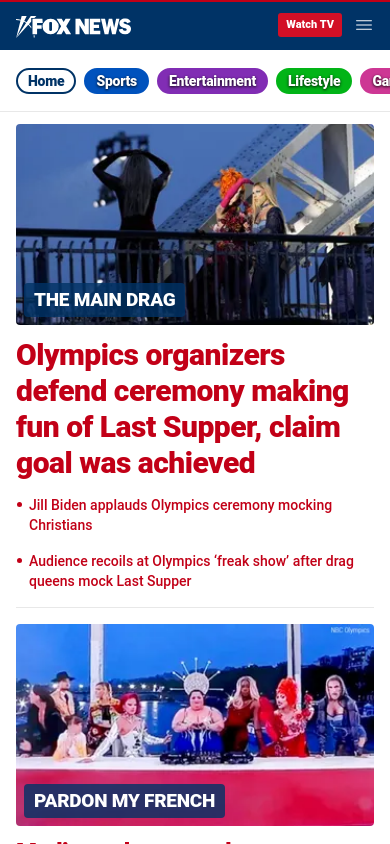 FOX NEWS
Watch TV
Home
Sports
Entertainment
Lifestyle
THE MAIN DRAG
Olympics organizers
defend ceremony making
fun of Last Supper, claim
goal was achieved
• Jill Biden applauds Olympics ceremony mocking
Christians
• Audience recoils at Olympics ‘freak show’ after drag
queens mock Last Supper
NBC Olympics
PARDON MY FRENCH